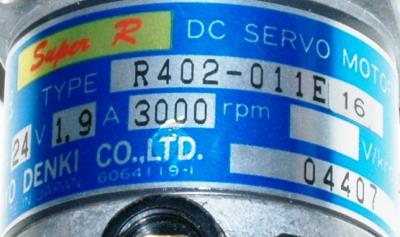 Super R DC SERVO MOTO
TYPE R402-011E 16
24 V 1.9 A 3000 rpm V/k
O DENKI CO.,LTD. 04407
IN JAPAN 6064119-1